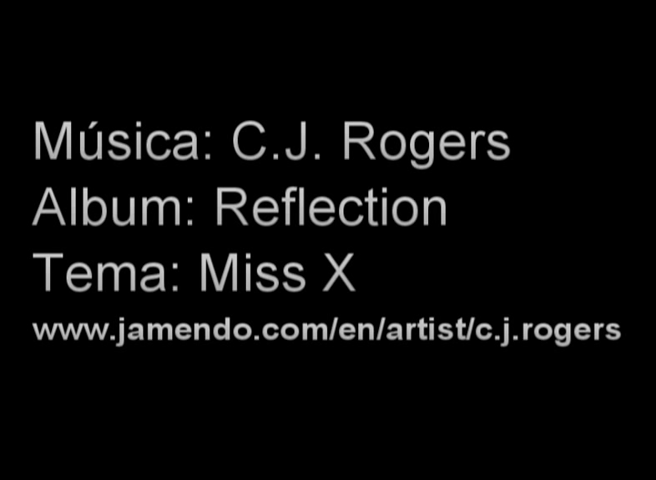 Música: C.J. Rogers
Album: Reflection
Tema: Miss X
www.jamendo.com/en/artist/c.j.rogers